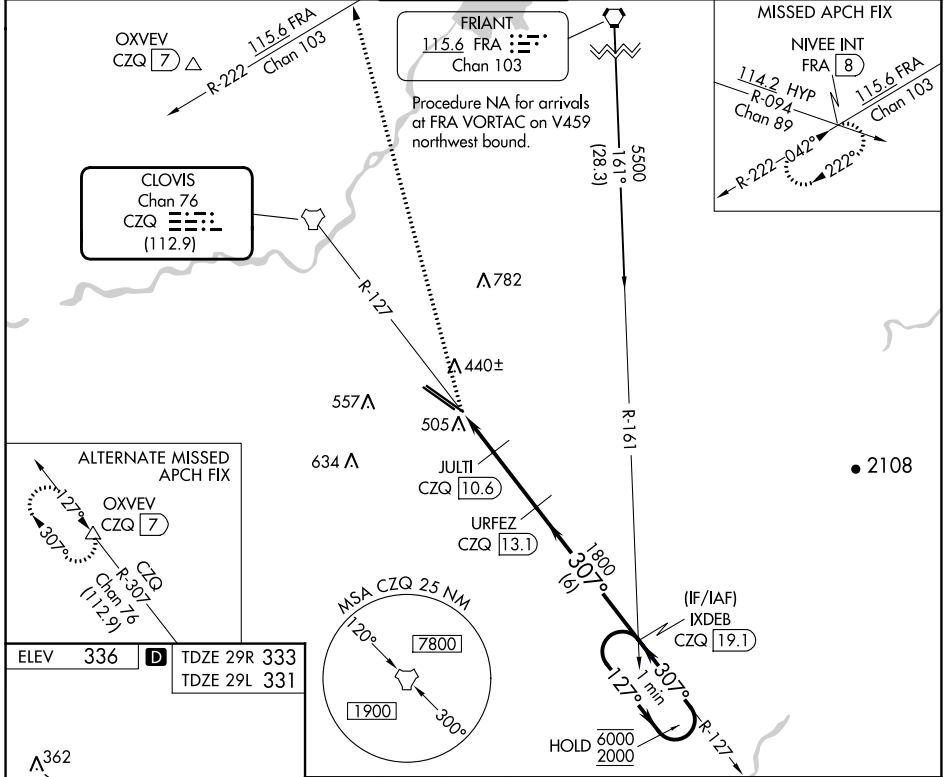 OXVEV
CZQ 7
115.6 FRA
R-222 Chan 103
FRIANT
115.6 FRA
Chan 103
Procedure NA for arrivals
at FRA VORTAC on V459
northwest bound.
5500
161°
(28.3)
R-161
MISSED APCH FIX
NIVEE INT
FRA 8
114.2 HYP
R-094
Chan 89
115.6 FRA
Chan 103
R-222 042°
222°
CLOVIS
Chan 76
CZQ
(112.9)
R-127
782
440±
557
505
634
2108
JULTI
CZQ 10.6
URFEZ
CZQ 13.1
1800
307°
(6)
(IF/IAF)
IXDEB
CZQ 19.1
307°
1 min
127°
R-127
HOLD 6000
2000
ALTERNATE MISSED
APCH FIX
OXVEV
CZQ 7
127°
307°
CZQ
R-307
Chan 76
(112.9)
MSA CZQ 25 NM
120°
7800
1900
300°
ELEV 336 D TDZE 29R 333
TDZE 29L 331
362